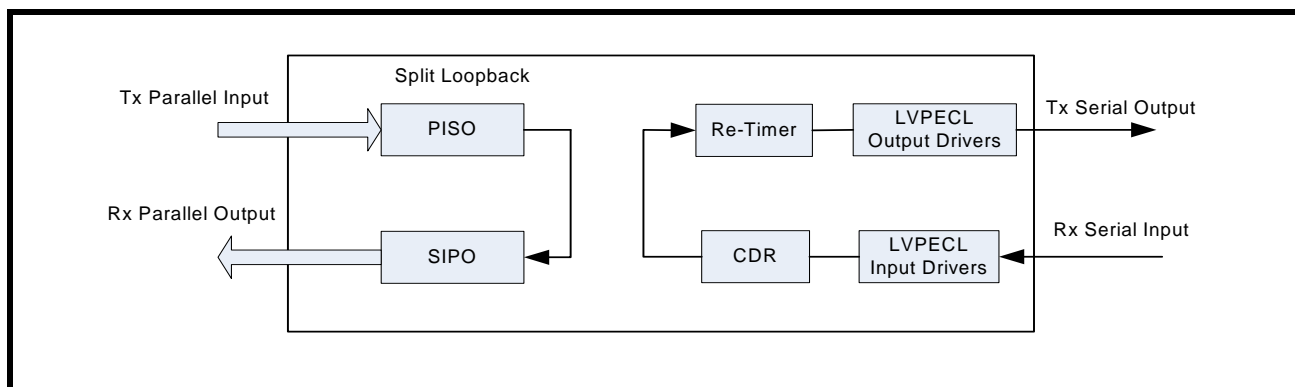 Split Loopback
Tx Parallel Input
PISO
Re-Timer
LVPECL
Output Drivers
Tx Serial Output
Rx Parallel Output
SIPO
CDR
LVPECL
Input Drivers
Rx Serial Input